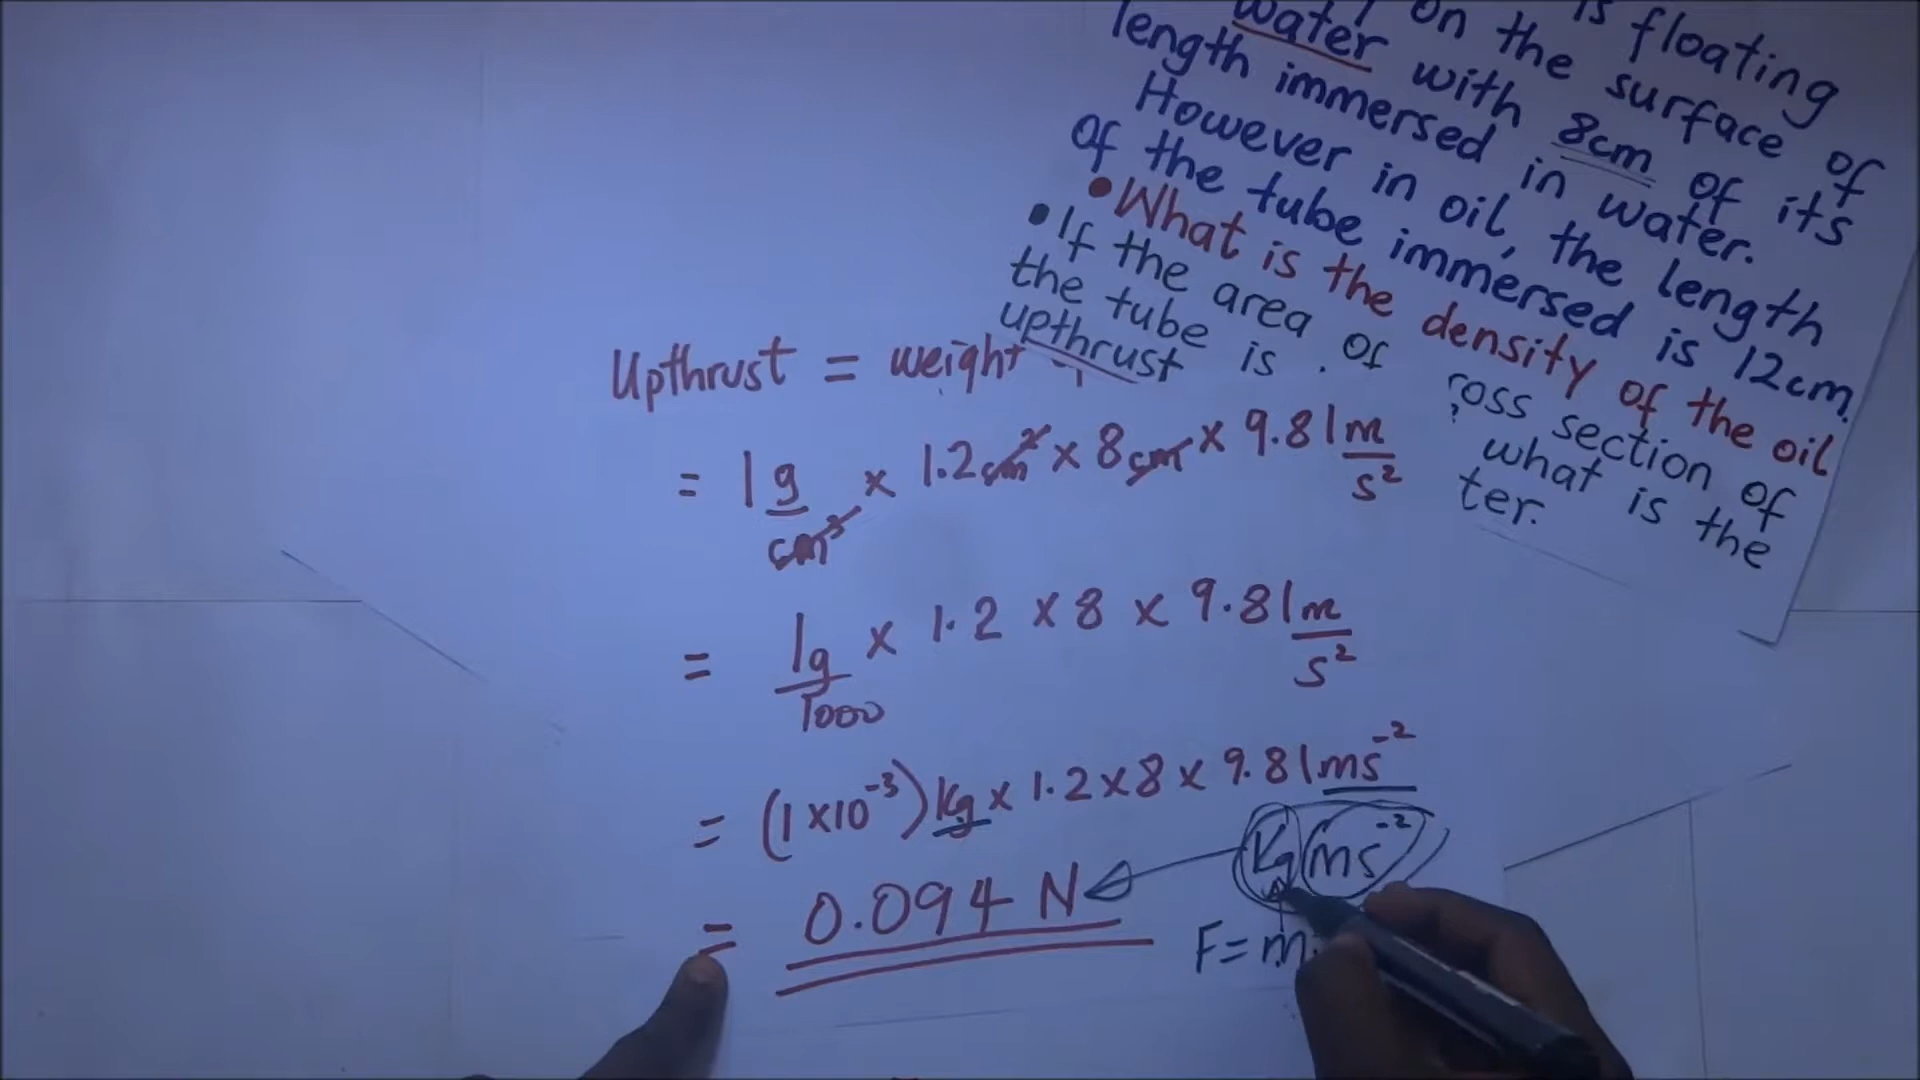 is floating
on the surface of
water with 8cm of its
length immersed in water.
However in oil, the length
of the tube immersed is 12cm.
•What is the density of the oil
•If the area of ross section of
the tube is . what is the
upthrust ter.
Upthrust = weight
= 1g/cm³ × 1.2cm² × 8cm × 9.81m/s²
= 1g/1000 × 1.2 × 8 × 9.81m/s²
= (1×10⁻³)Kg × 1.2 × 8 × 9.81ms⁻²
Kg ms⁻²
= 0.094 N
F = m